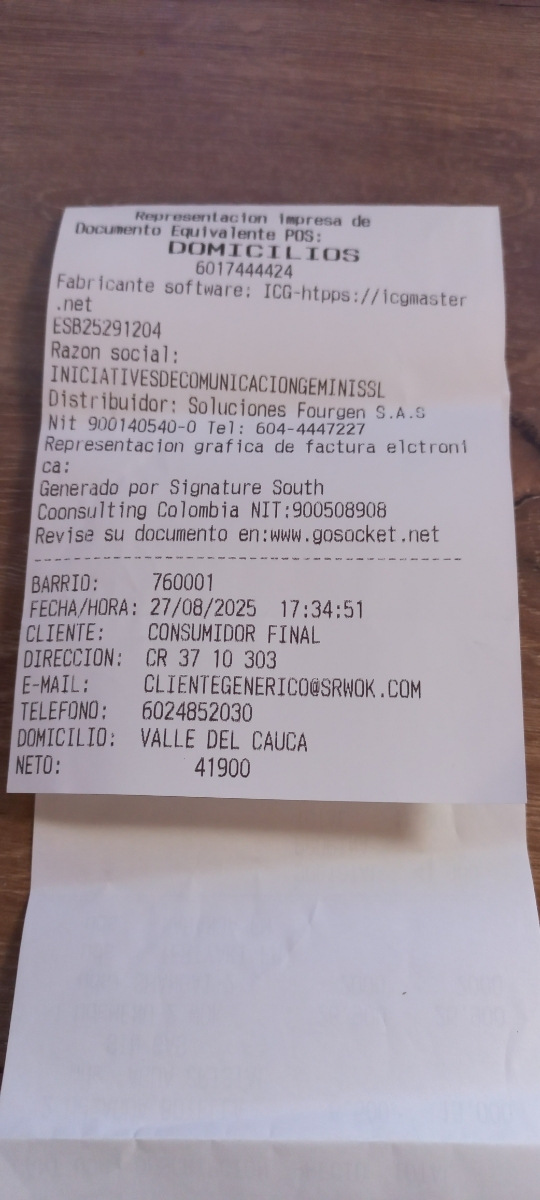 Representacion impresa de
Documento Equivalente POS:
DOMICILIOS
6017444424
Fabricante software: ICG-htpps://icgmaster
.net
ESB25291204
Razon social:
INICIATIVESDECOMUNICACIONGEMINISSL
Distribuidor: Soluciones Fourgen S.A.S
Nit 900140540-0 Tel: 604-4447227
Representacion grafica de factura elctroni
ca:
Generado por Signature South
Coonsulting Colombia NIT:900508908
Revise su documento en:www.gosocket.net
------------------------------------------
BARRIO: 760001
FECHA/HORA: 27/08/2025 17:34:51
CLIENTE: CONSUMIDOR FINAL
DIRECCION: CR 37 10 303
E-MAIL: CLIENTEGENERICO@SRWOK.COM
TELEFONO: 6024852030
DOMICILIO: VALLE DEL CAUCA
NETO: 41900